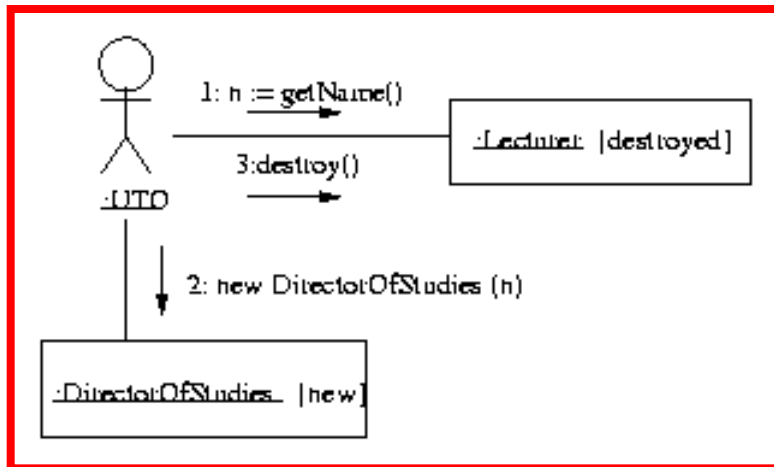 1: n := getName()
:Lecturer [destroyed]
3:destroy()
:UTO
2: new DirectorOfStudies (n)
:DirectorOfStudies [new]